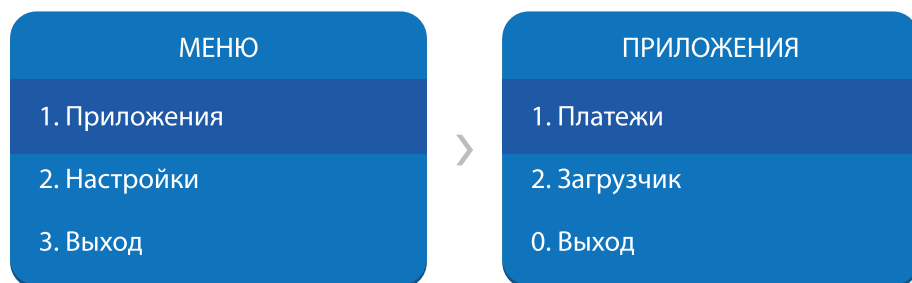 МЕНЮ
1. Приложения
2. Настройки
3. Выход
ПРИЛОЖЕНИЯ
1. Платежи
2. Загрузчик
0. Выход